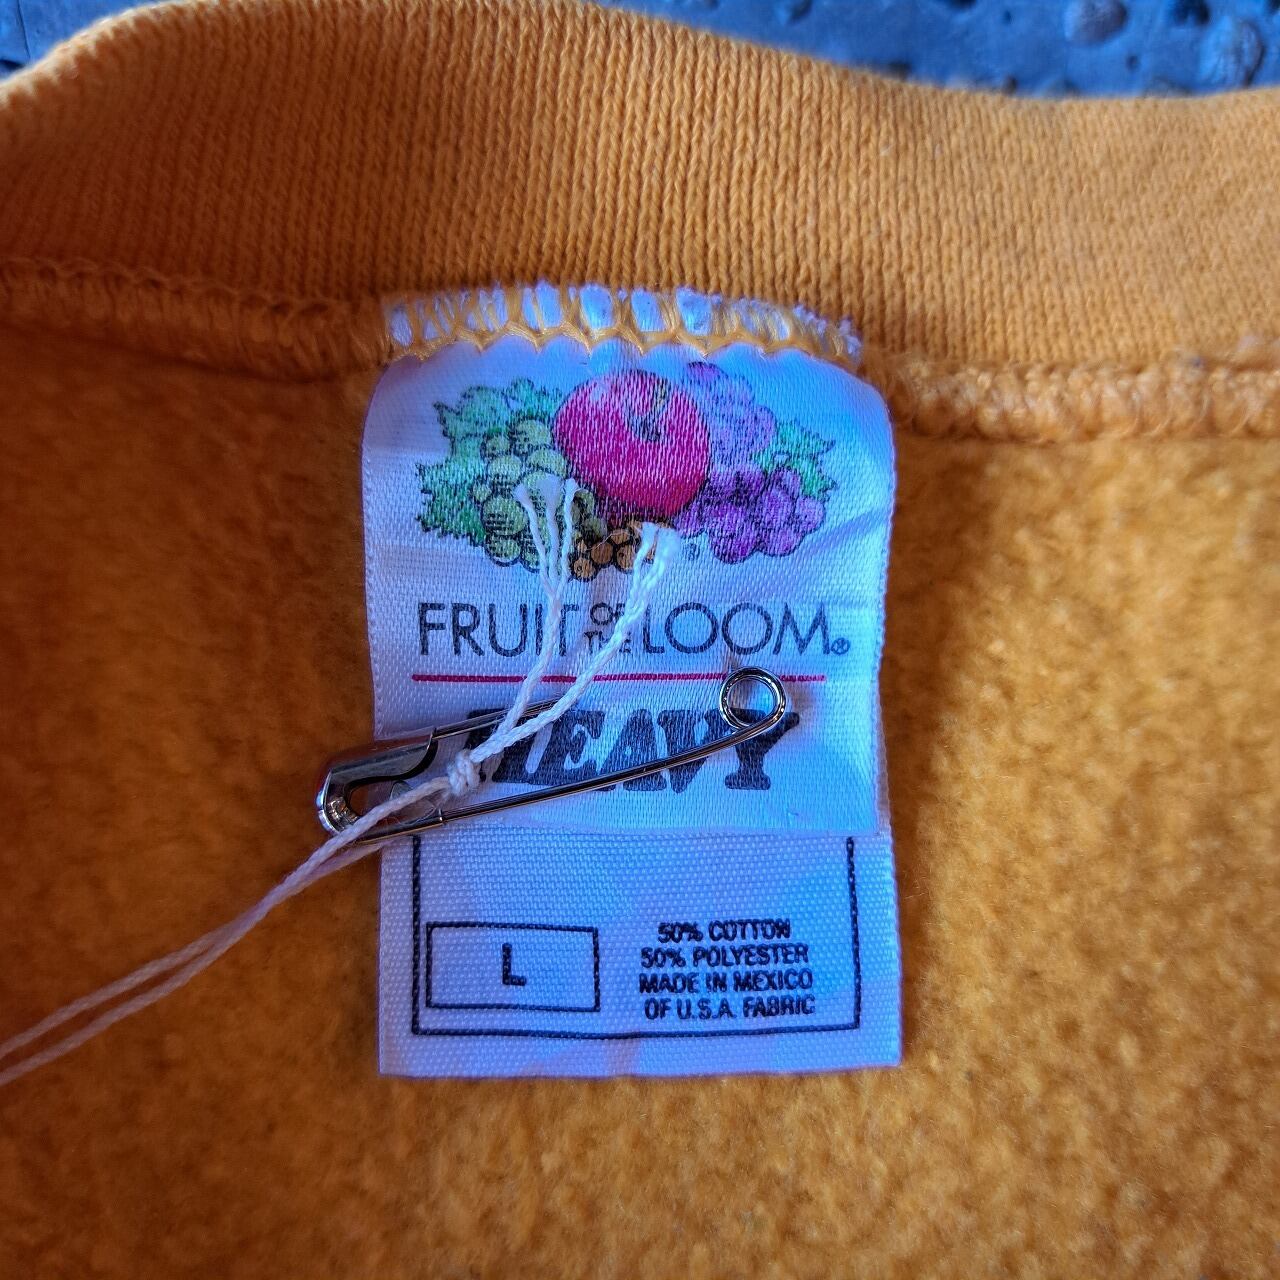 FRUIT OF THE LOOM®
HEAVY
L
50% COTTON
50% POLYESTER
MADE IN MEXICO
OF U.S.A. FABRIC